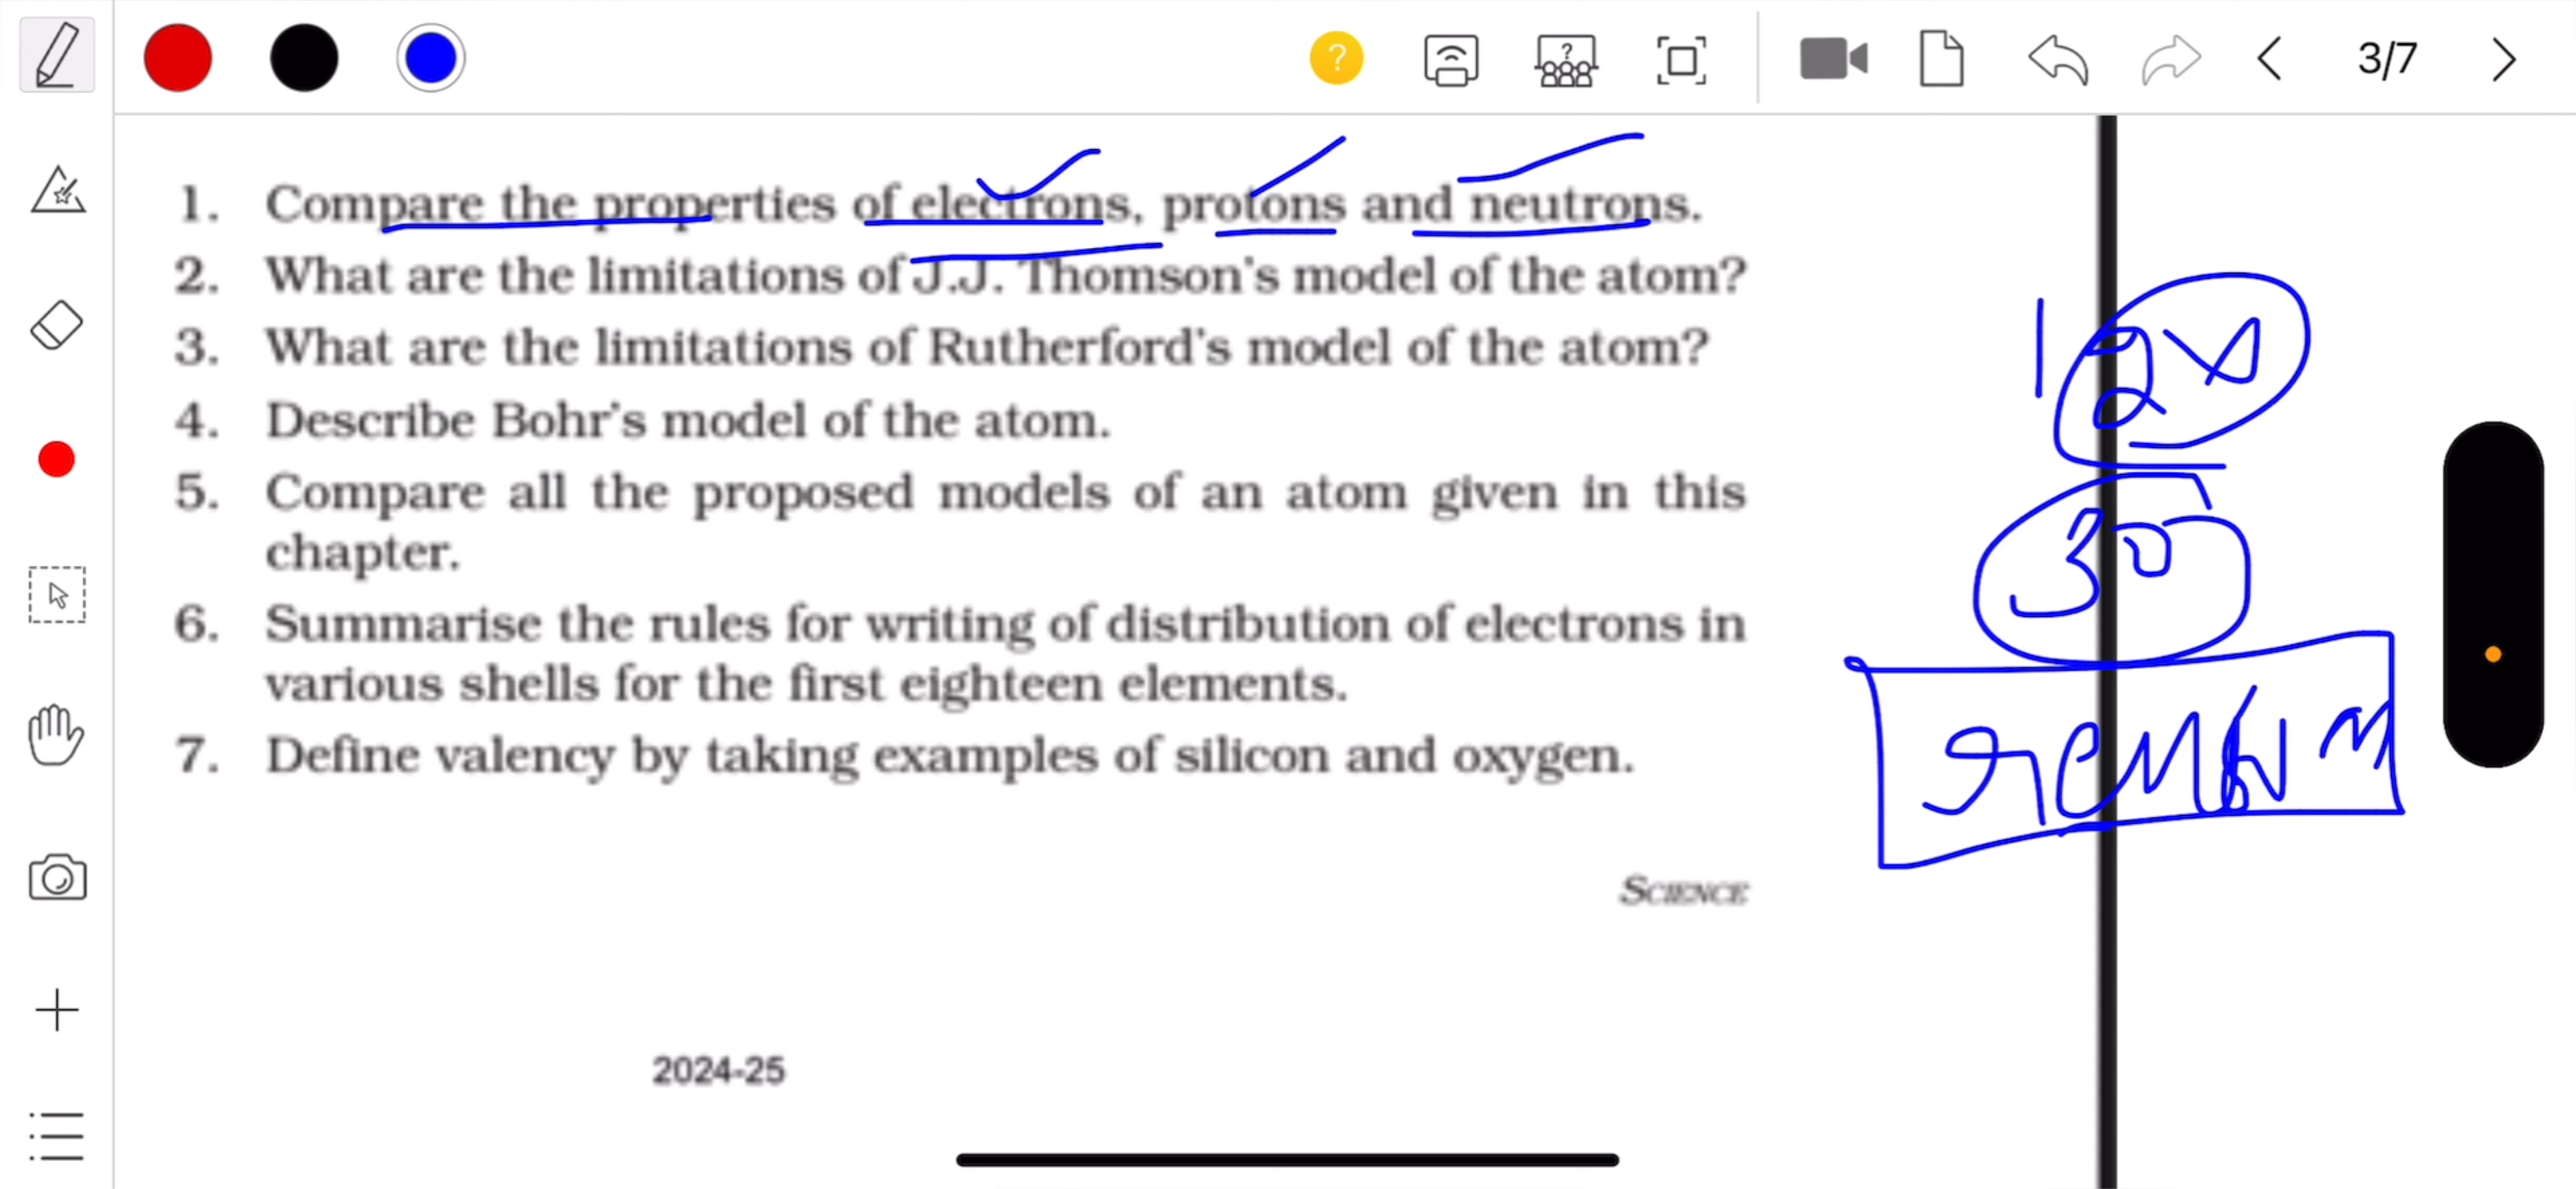 3/7
1. Compare the properties of electrons, protons and neutrons.
2. What are the limitations of J.J. Thomson's model of the atom?
3. What are the limitations of Rutherford's model of the atom?
4. Describe Bohr's model of the atom.
5. Compare all the proposed models of an atom given in this
chapter.
6. Summarise the rules for writing of distribution of electrons in
various shells for the first eighteen elements.
7. Define valency by taking examples of silicon and oxygen.
30
SCIENCE
2024-25